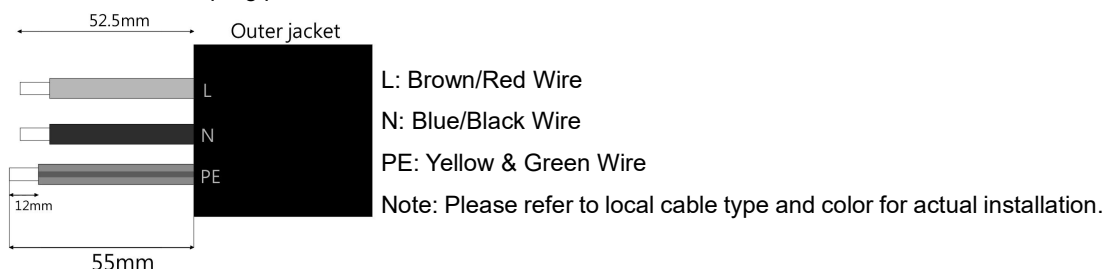 52.5mm
Outer jacket
L
L: Brown/Red Wire
N
N: Blue/Black Wire
PE
PE: Yellow & Green Wire
12mm
Note: Please refer to local cable type and color for actual installation.
55mm